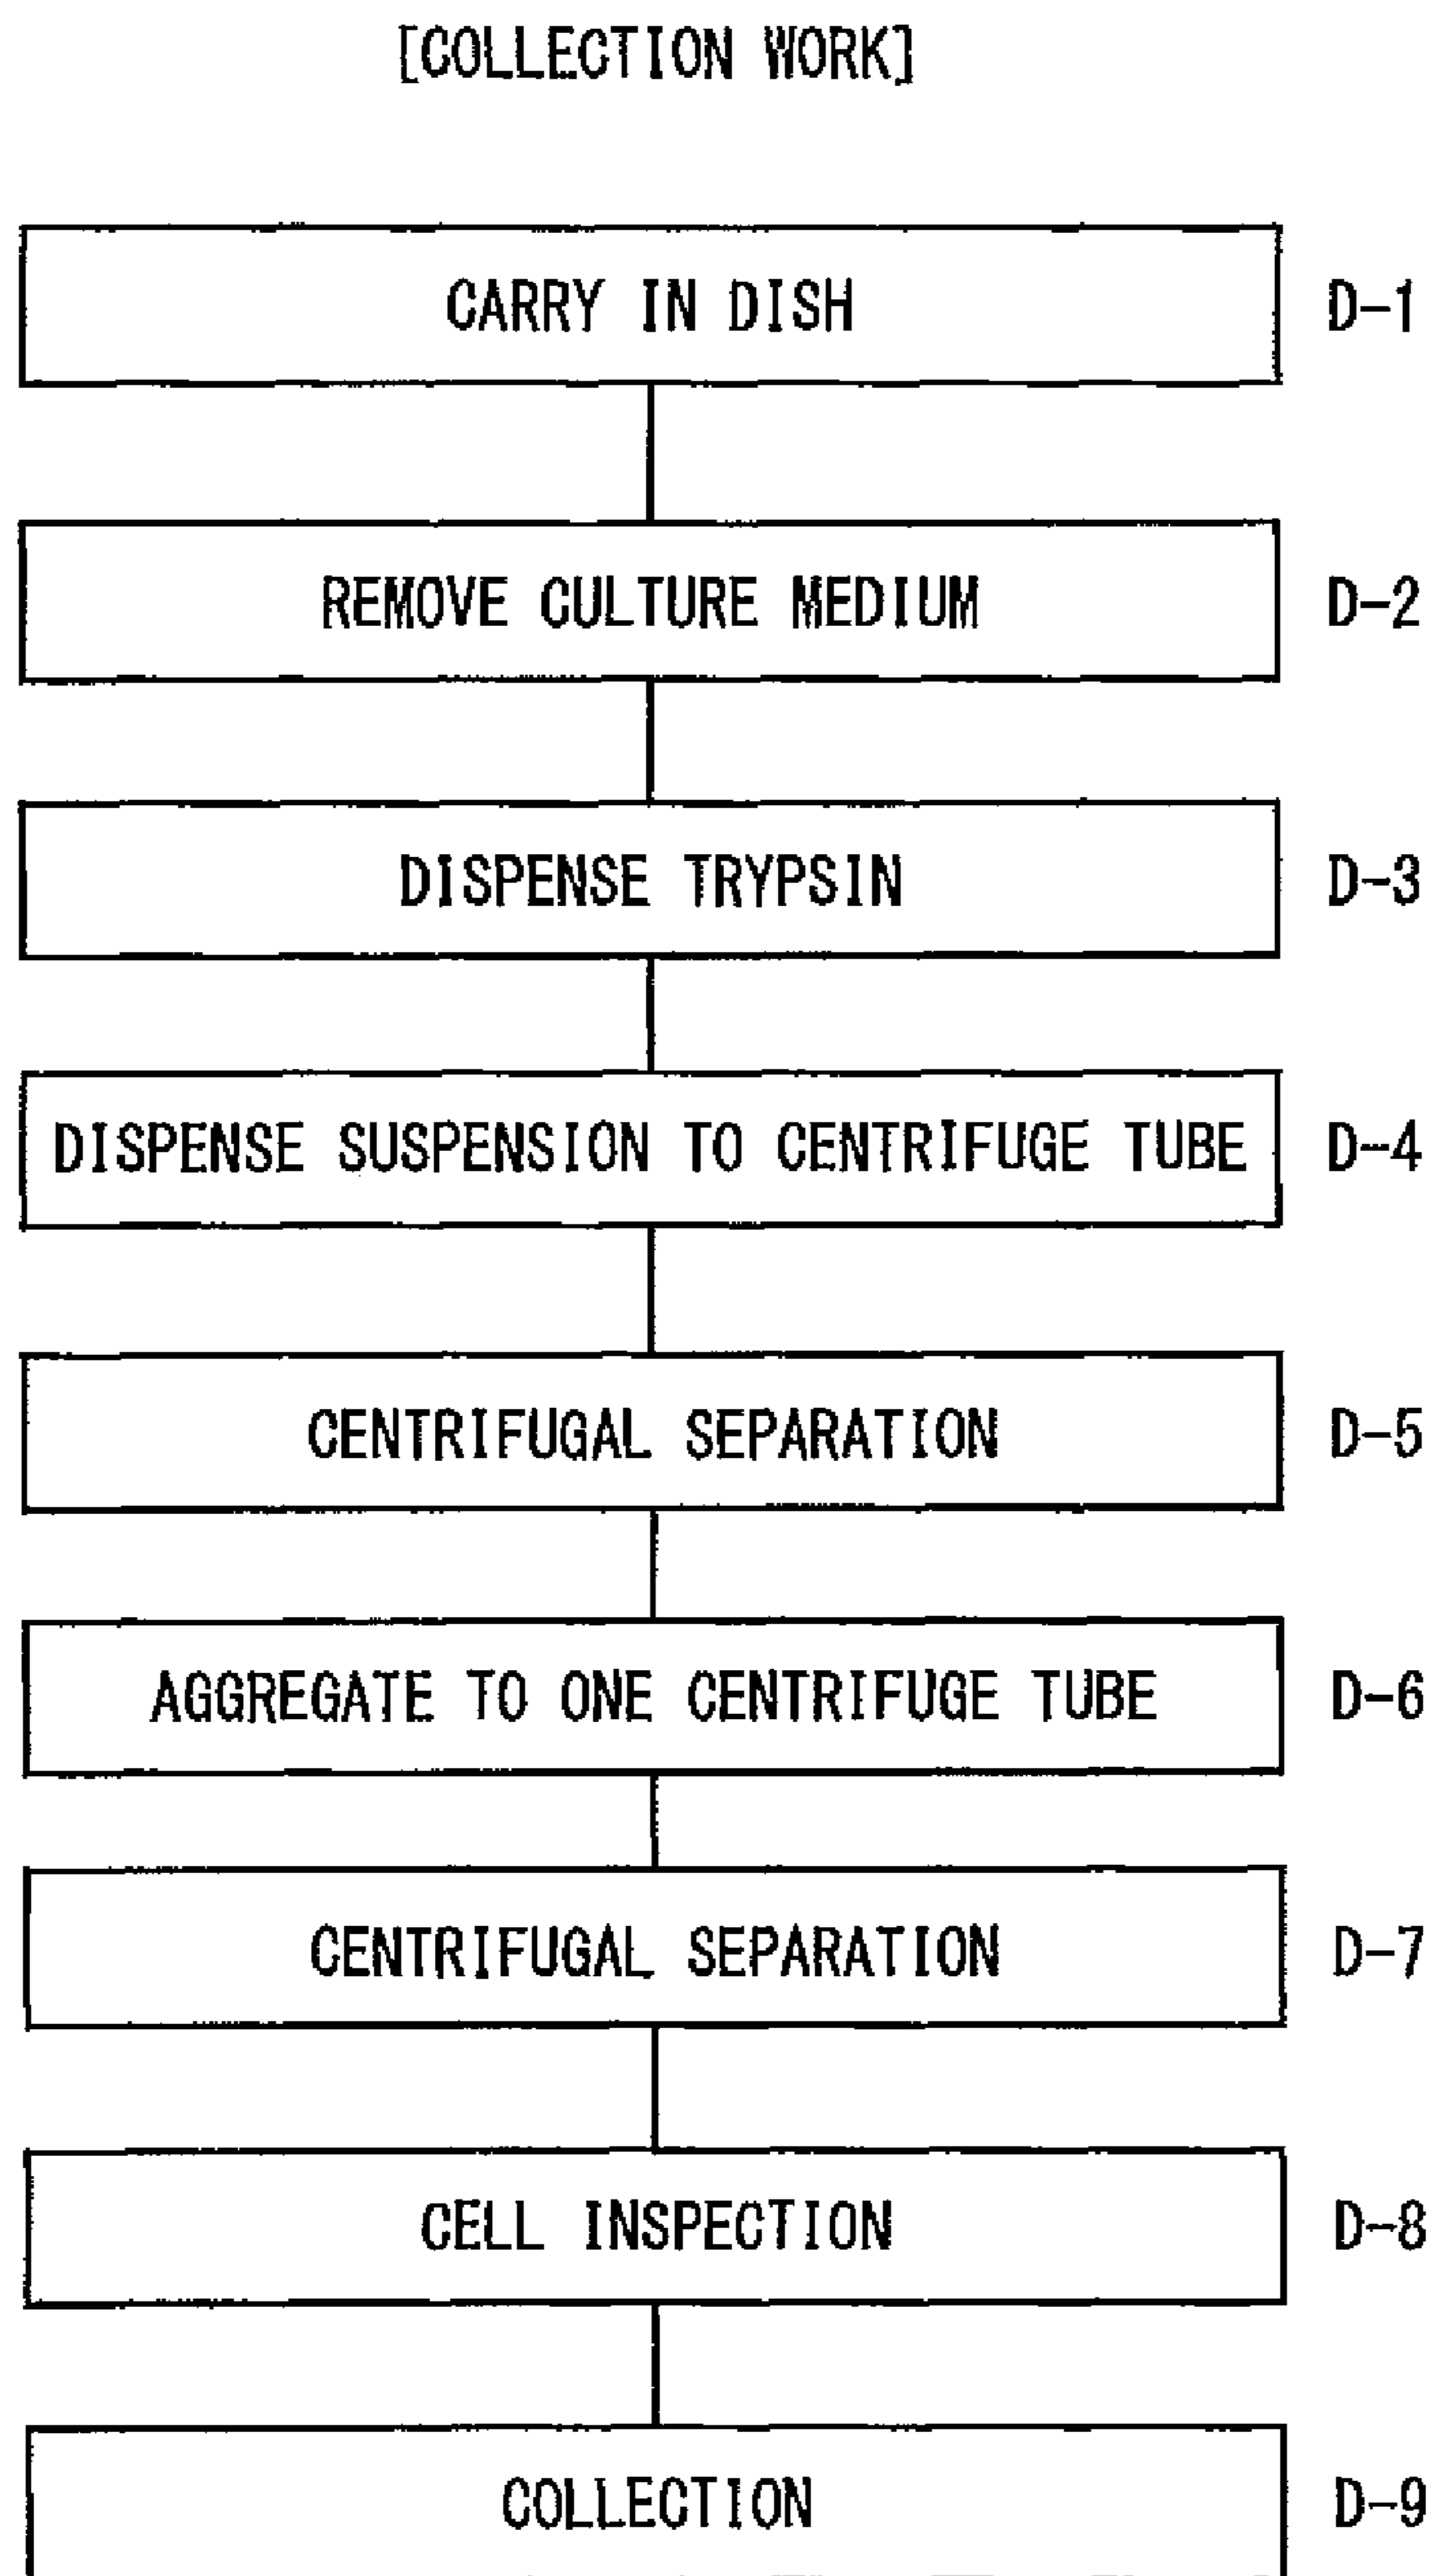 [COLLECTION WORK]
CARRY IN DISH D-1
REMOVE CULTURE MEDIUM D-2
DISPENSE TRYPSIN D-3
DISPENSE SUSPENSION TO CENTRIFUGE TUBE D-4
CENTRIFUGAL SEPARATION D-5
AGGREGATE TO ONE CENTRIFUGE TUBE D-6
CENTRIFUGAL SEPARATION D-7
CELL INSPECTION D-8
COLLECTION D-9